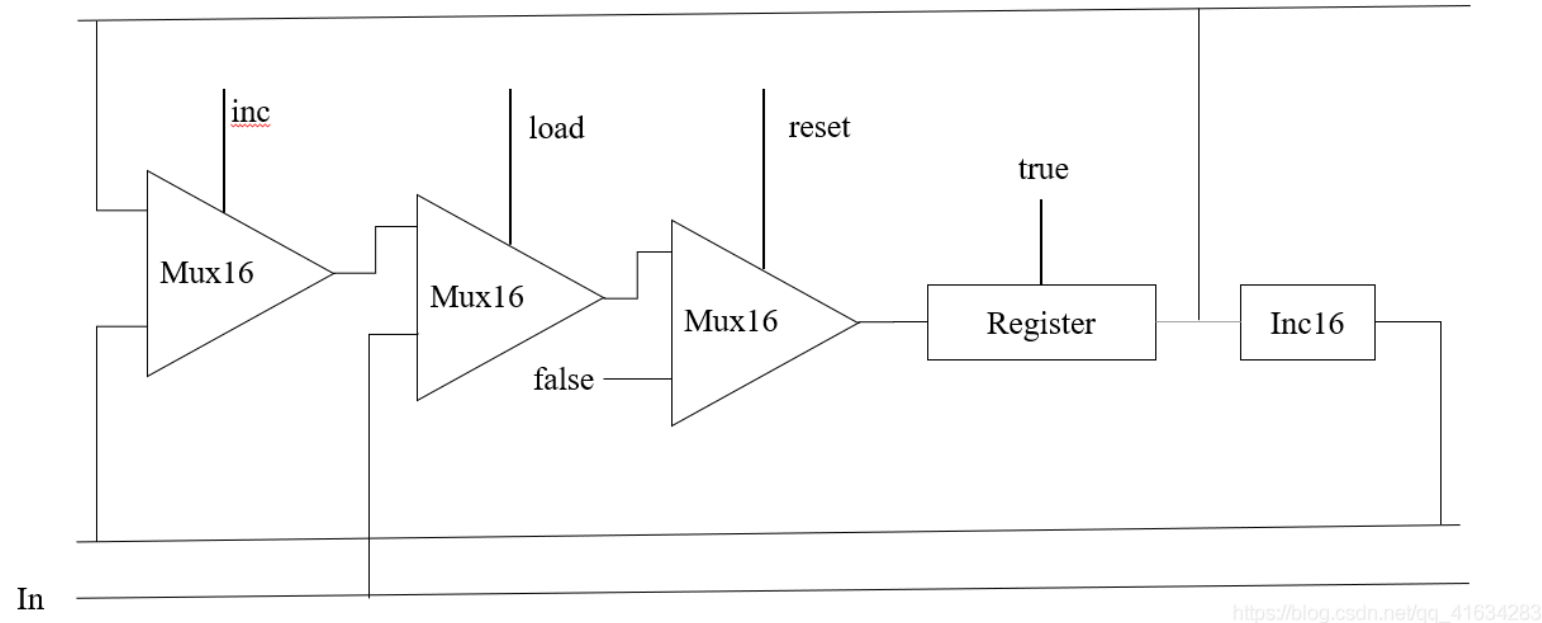 inc
load
reset
true
Mux16
Mux16
Mux16
Register
Inc16
false
In
https://blog.csdn.net/qq_41634283